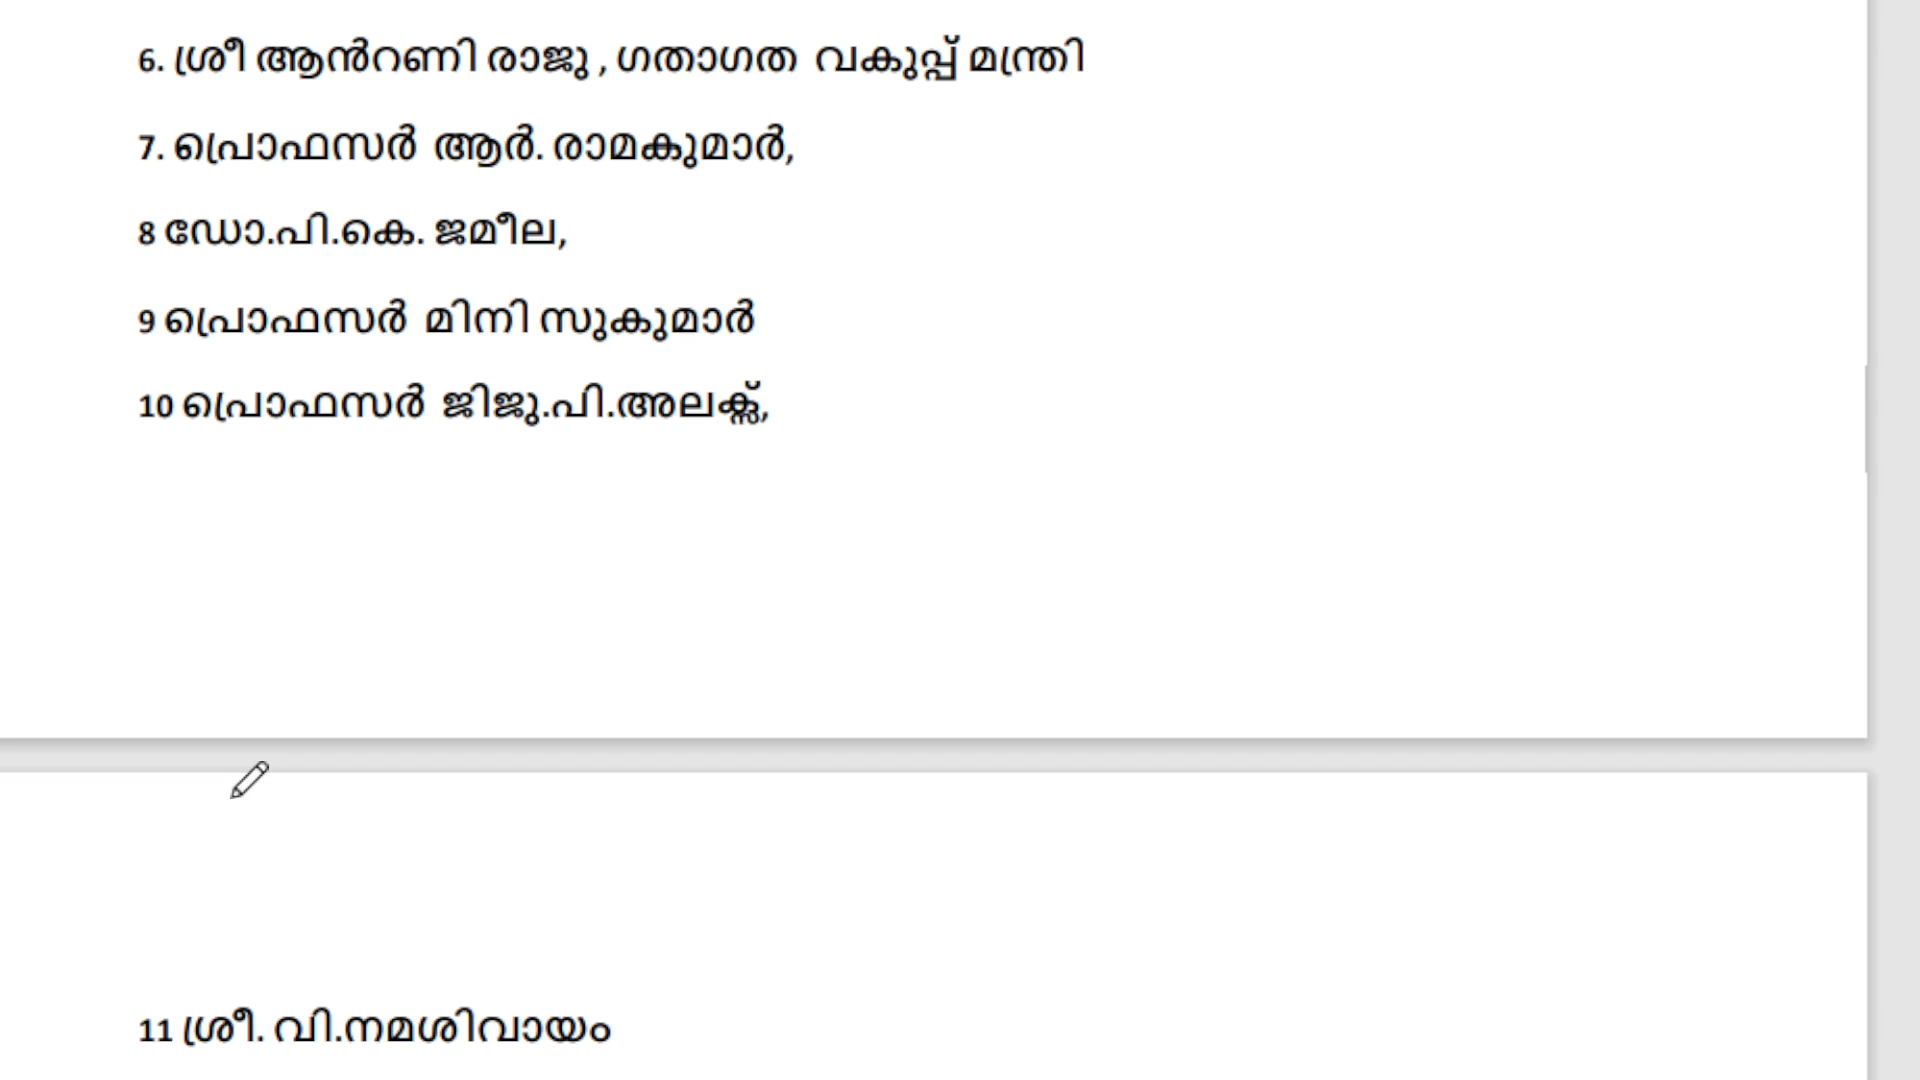 6. ശ്രീ ആൻറണി രാജു , ഗതാഗത വകുപ്പ് മന്ത്രി
7. പ്രൊഫസർ ആർ. രാമകുമാർ,
8 ഡോ.പി.കെ. ജമീല,
9 പ്രൊഫസർ മിനി സുകുമാർ
10 പ്രൊഫസർ ജിജു.പി.അലക്സ്,
11 ശ്രീ. വി.നമശിവായം